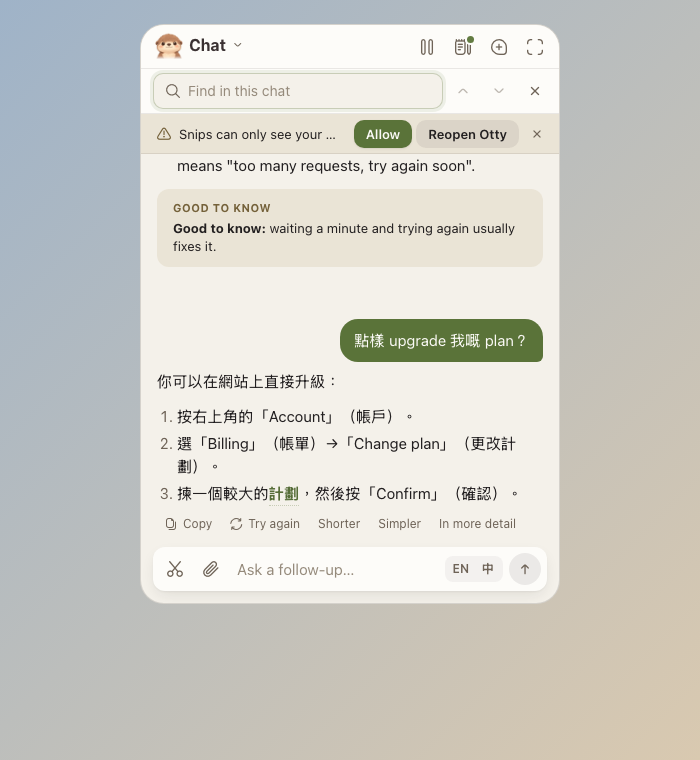 Chat
Find in this chat
Snips can only see your ...
Allow
Reopen Otty
means "too many requests, try again soon".
GOOD TO KNOW
Good to know: waiting a minute and trying again usually
fixes it.
點樣 upgrade 我嘅 plan？
你可以在網站上直接升級：
1. 按右上角的「Account」（帳戶）。
2. 選「Billing」（帳單）→「Change plan」（更改計
劃）。
3. 揀一個較大的計劃，然後按「Confirm」（確認）。
Copy
Try again
Shorter
Simpler
In more detail
Ask a follow-up...
EN 中